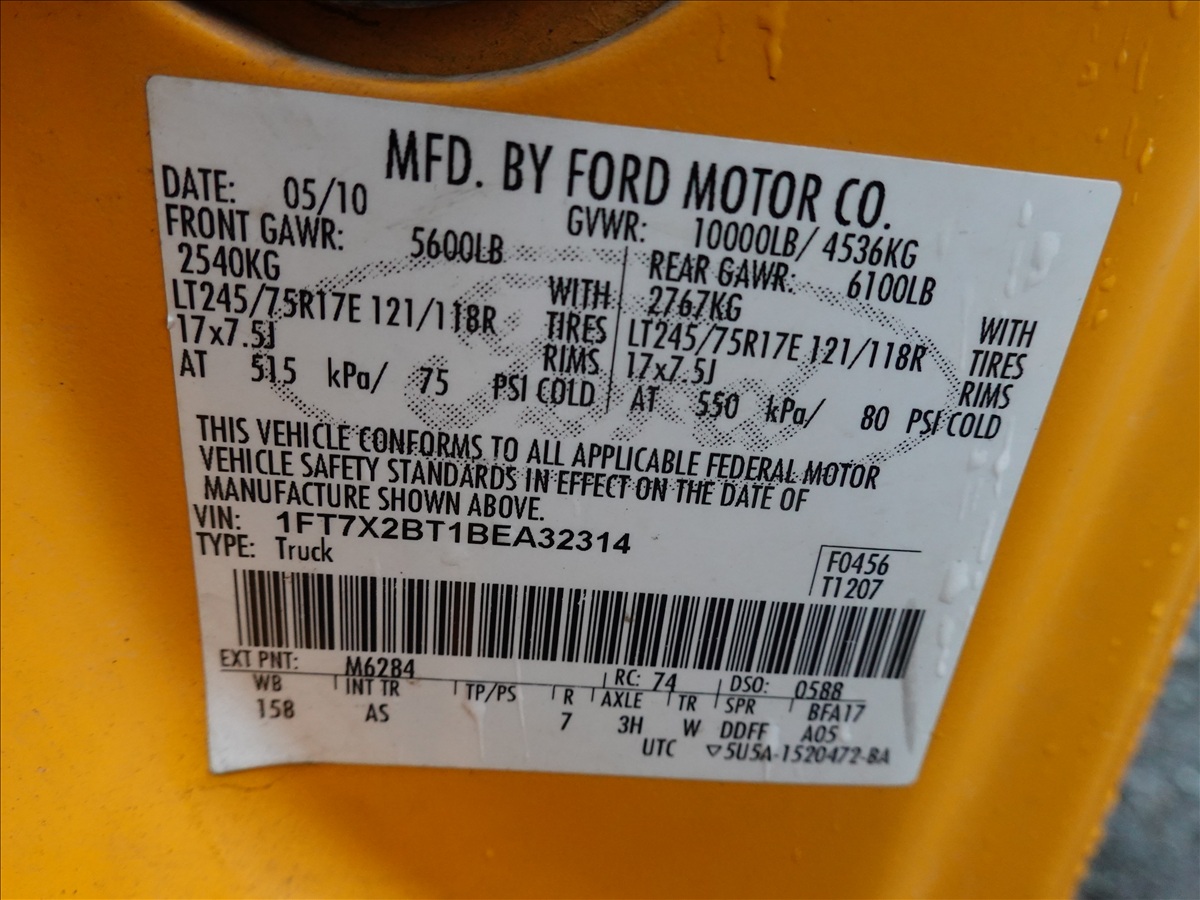 MFD. BY FORD MOTOR CO.
DATE: 05/10 GVWR: 10000LB/ 4536KG
FRONT GAWR: 5600LB REAR GAWR: 6100LB
2540KG WITH 2767KG WITH
LT245/75R17E 121/118R TIRES LT245/75R17E 121/118R TIRES
17x7.5J RIMS 17x7.5J RIMS
AT 515 kPa/ 75 PSI COLD AT 550 kPa/ 80 PSI COLD
THIS VEHICLE CONFORMS TO ALL APPLICABLE FEDERAL MOTOR
VEHICLE SAFETY STANDARDS IN EFFECT ON THE DATE OF
MANUFACTURE SHOWN ABOVE.
VIN: 1FT7X2BT1BEA32314
TYPE: Truck
F0456
T1207
EXT PNT: M6284 RC: 74 DSO: 0588
WB INT TR TP/PS R AXLE TR SPR BFA17
158 AS 7 3H W DDFF A05
UTC ▽5U5A-1520472-BA